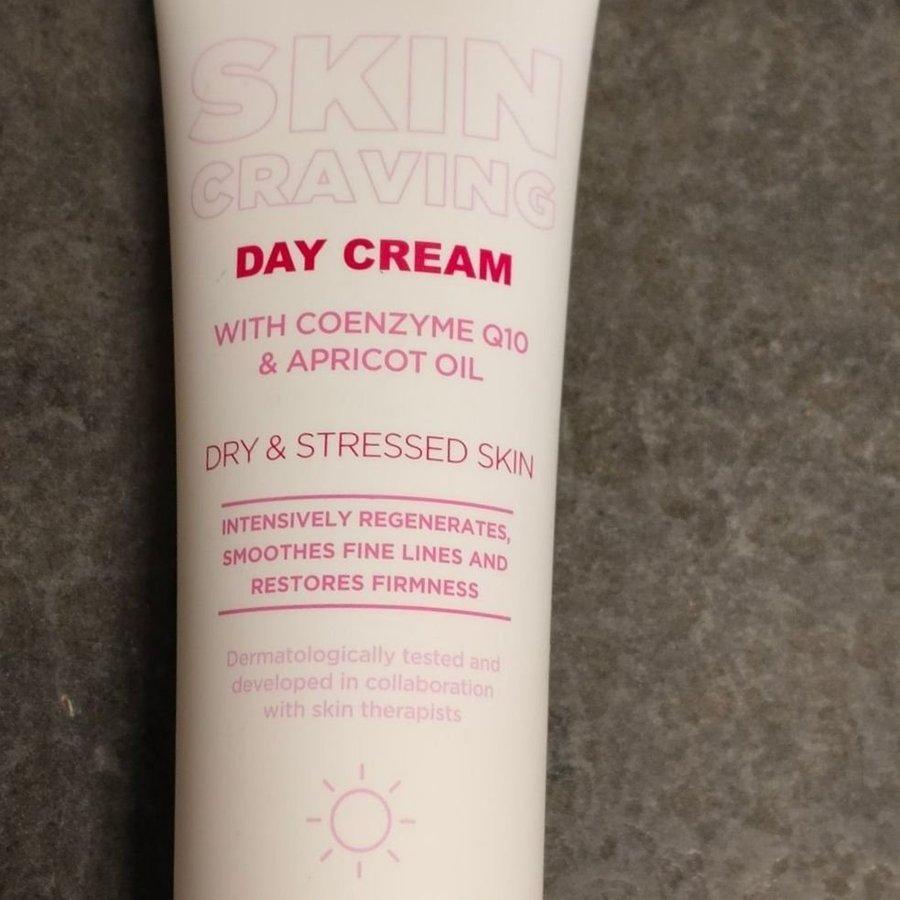 SKIN
CRAVING
DAY CREAM
WITH COENZYME Q10
& APRICOT OIL
DRY & STRESSED SKIN
INTENSIVELY REGENERATES,
SMOOTHES FINE LINES AND
RESTORES FIRMNESS
Dermatologically tested and
developed in collaboration
with skin therapists